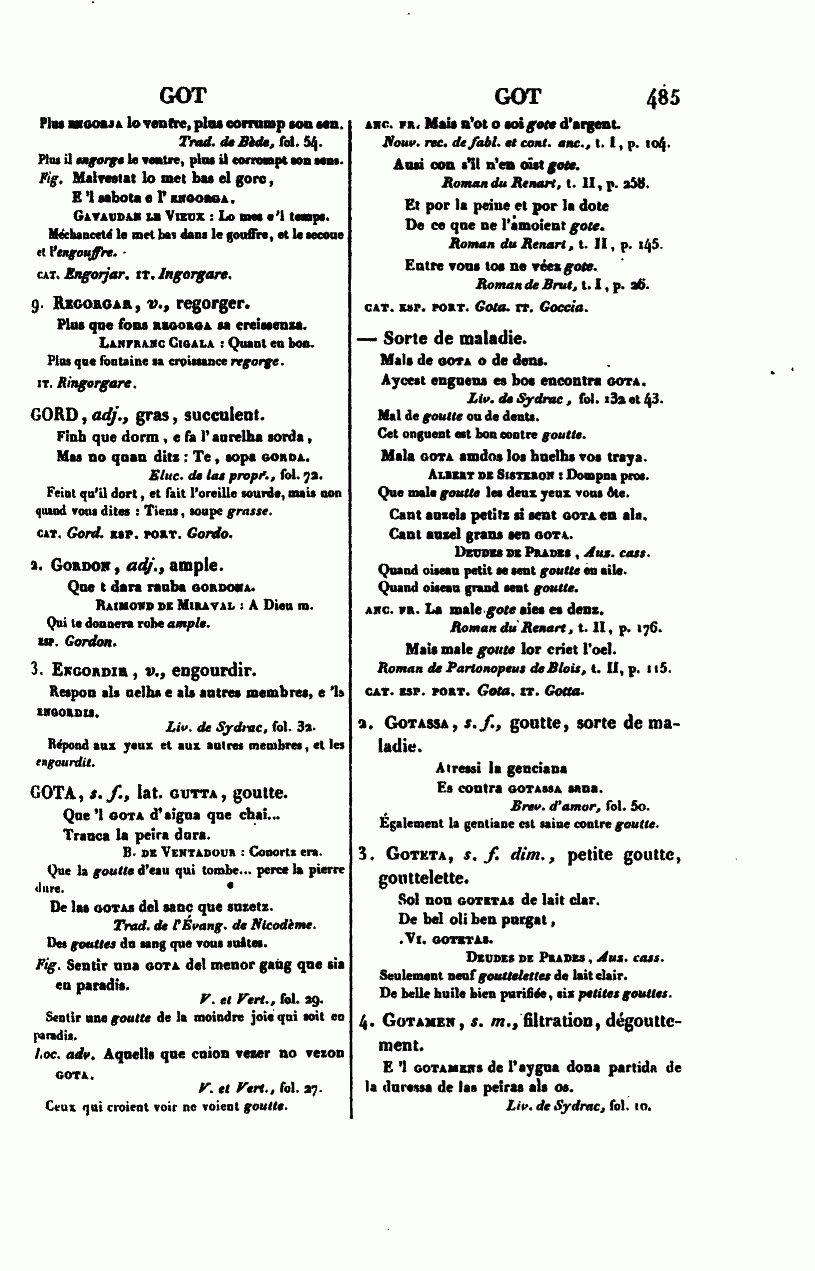 GOT
GOT 485
Plus ENGORJA lo ventre, plus corrump son sen.
Trad. de Bède, fol. 54.
Plus il engorge le ventre, plus il corrompt son sens.
Fig. Malvestat lo met bas el gorc,
E 'l sabota e l' ENGORGA.
GAVAUDAN LE VIEUX : Lo mes e 'l temps.
Méchanceté le met bas dans le gouffre, et le secoue
et l'engouffre.
CAT. Engorjar. IT. Ingorgare.
9. REGORGAR, v., regorger.
Plus que fons REGORGA sa creissenza.
LANFRANC CIGALA : Quant en bon.
Plus que fontaine sa croissance regorge.
IT. Ringorgare.
GORD, adj., gras, succulent.
Finh que dorm, e fa l' aurelha sorda,
Mas no quan ditz : Te, sopa GORDA.
Eluc. de las propr., fol. 72.
Feint qu'il dort, et fait l'oreille sourde, mais non
quand vous dites : Tiens, soupe grasse.
CAT. Gord. ESP. PORT. Gordo.
2. GORDON, adj., ample.
Que t dara rauba GORDONA.
RAIMOND DE MIRAVAL : A Dieu m.
Qui te donnera robe ample.
ESP. Gordon.
3. ENGORDIR, v., engourdir.
Respon als uelhs e als autres membres, e 'ls
ENGORDIS.
Liv. de Sydrac, fol. 32.
Répond aux yeux et aux autres membres, et les
engourdit.
GOTA, s. f., lat. GUTTA, goutte.
Que 'l GOTA d'aigua que chai...
Tranca la peira dura.
B. DE VENTADOUR : Conortz era.
Que la goutte d'eau qui tombe... perce la pierre
dure.
De las GOTAS del sanc que suzetz.
Trad. de l'Évang. de Nicodème.
Des gouttes du sang que vous suâtes.
Fig. Sentir una GOTA del menor gaug que sia
en paradis.
V. et Vert., fol. 29.
Sentir une goutte de la moindre joie qui soit en
paradis.
Loc. adv. Aquells que cuion vezer no vezon
GOTA.
V. et Vert., fol. 27.
Ceux qui croient voir ne voient goutte.
ANC. FR. Mais n'ot o soi gote d'argent.
Nouv. rec. de fabl. et cont. anc., t. I, p. 104.
Ausi con s'il n'en oïst gote.
Roman du Renart, t. II, p. 258.
Et por la peine et por la dote
De ce que ne l'amoient gote.
Roman du Renart, t. II, p. 145.
Entre vous tos ne véez gote.
Roman de Brut, t. I, p. 26.
CAT. ESP. PORT. Gota. IT. Goccia.
— Sorte de maladie.
Mals de GOTA o de dens.
Aycest enguens es bos encontra GOTA.
Liv. de Sydrac, fol. 132 et 43.
Mal de goutte ou de dents.
Cet onguent est bon contre goutte.
Mala GOTA amdos los huelhs vos traya.
ALBERT DE SISTERON : Dompna pros.
Que male goutte les deux yeux vous ôte.
Cant auzels petitz si sent GOTA en ala.
Cant auzel grans sen GOTA.
DEUDES DE PRADES, Aus. cass.
Quand oiseau petit se sent goutte en aile.
Quand oiseau grand sent goutte.
ANC. FR. La male gote aies es denz.
Roman du Renart, t. II, p. 176.
Mais male goute lor criet l'oel.
Roman de Partonopeus de Blois, t. II, p. 115.
CAT. ESP. PORT. Gota. IT. Gotta.
2. GOTASSA, s. f., goutte, sorte de ma-
ladie.
Atressi la genciana
Es contra GOTASSA sana.
Brev. d'amor, fol. 50.
Également la gentiane est saine contre goutte.
3. GOTETA, s. f. dim., petite goutte,
gouttelette.
Sol nou GOTETAS de lait clar.
De bel oli ben purgat,
.VI. GOTETAS.
DEUDES DE PRADES, Aus. cass.
Seulement neuf gouttelettes de lait clair.
De belle huile bien purifiée, six petites gouttes.
4. GOTAMEN, s. m., filtration, dégoutte-
ment.
E 'l GOTAMENS de l'aygua dona partida de
la duressa de las peiras als os.
Liv. de Sydrac, fol. 10.